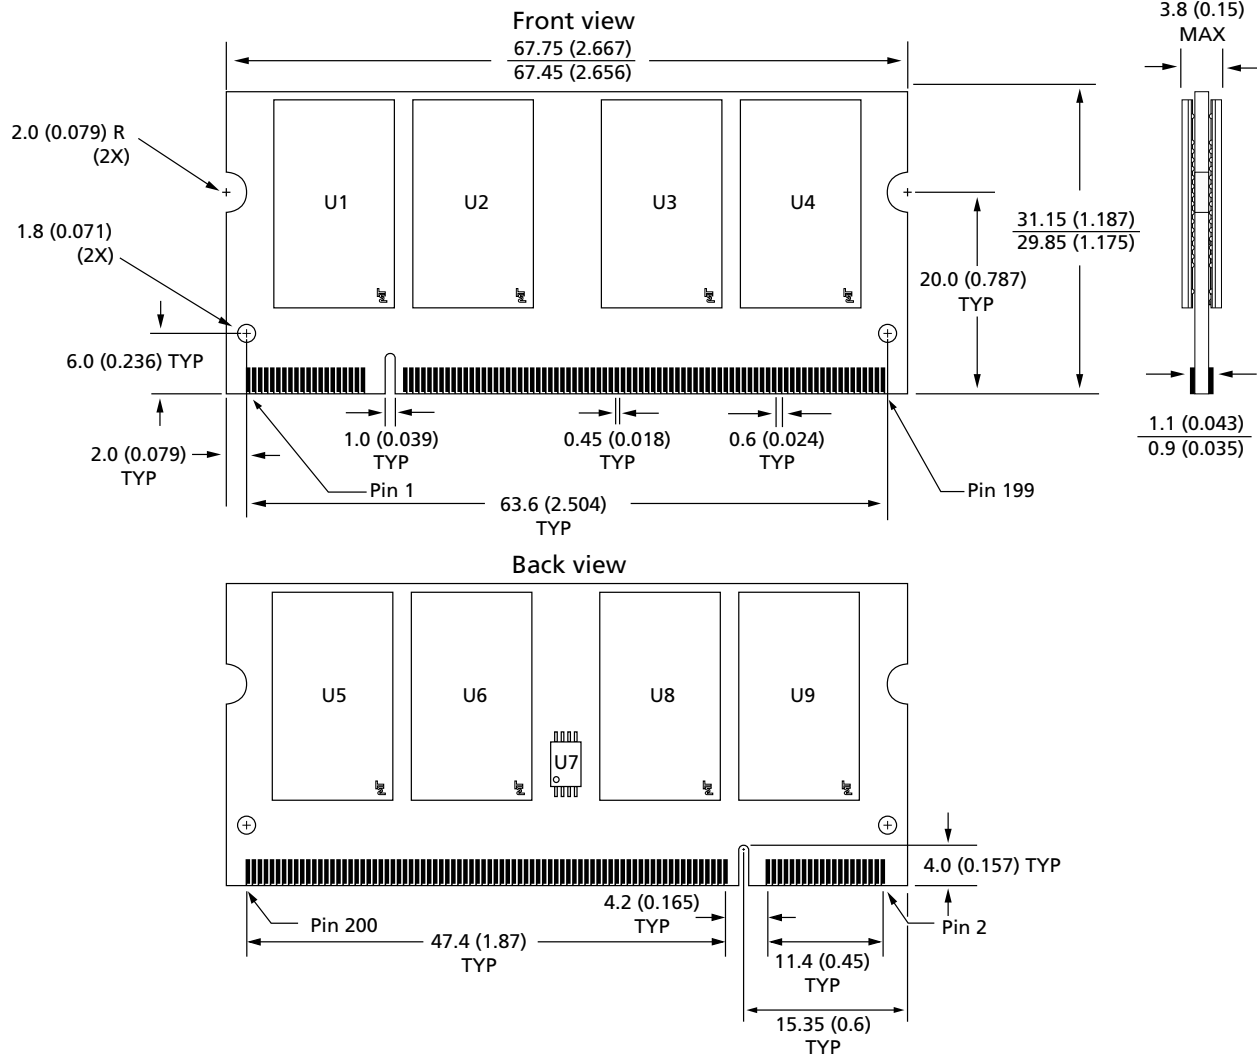 Front view
67.75 (2.667)
67.45 (2.656)
3.8 (0.15)
MAX
2.0 (0.079) R
(2X)
1.8 (0.071)
(2X)
U1
U2
U3
U4
31.15 (1.187)
29.85 (1.175)
20.0 (0.787)
TYP
6.0 (0.236) TYP
2.0 (0.079)
TYP
1.0 (0.039)
TYP
0.45 (0.018)
TYP
0.6 (0.024)
TYP
1.1 (0.043)
0.9 (0.035)
Pin 1
Pin 199
63.6 (2.504)
TYP
Back view
U5
U6
U7
U8
U9
4.0 (0.157) TYP
4.2 (0.165)
TYP
Pin 200
Pin 2
47.4 (1.87)
TYP
11.4 (0.45)
TYP
15.35 (0.6)
TYP